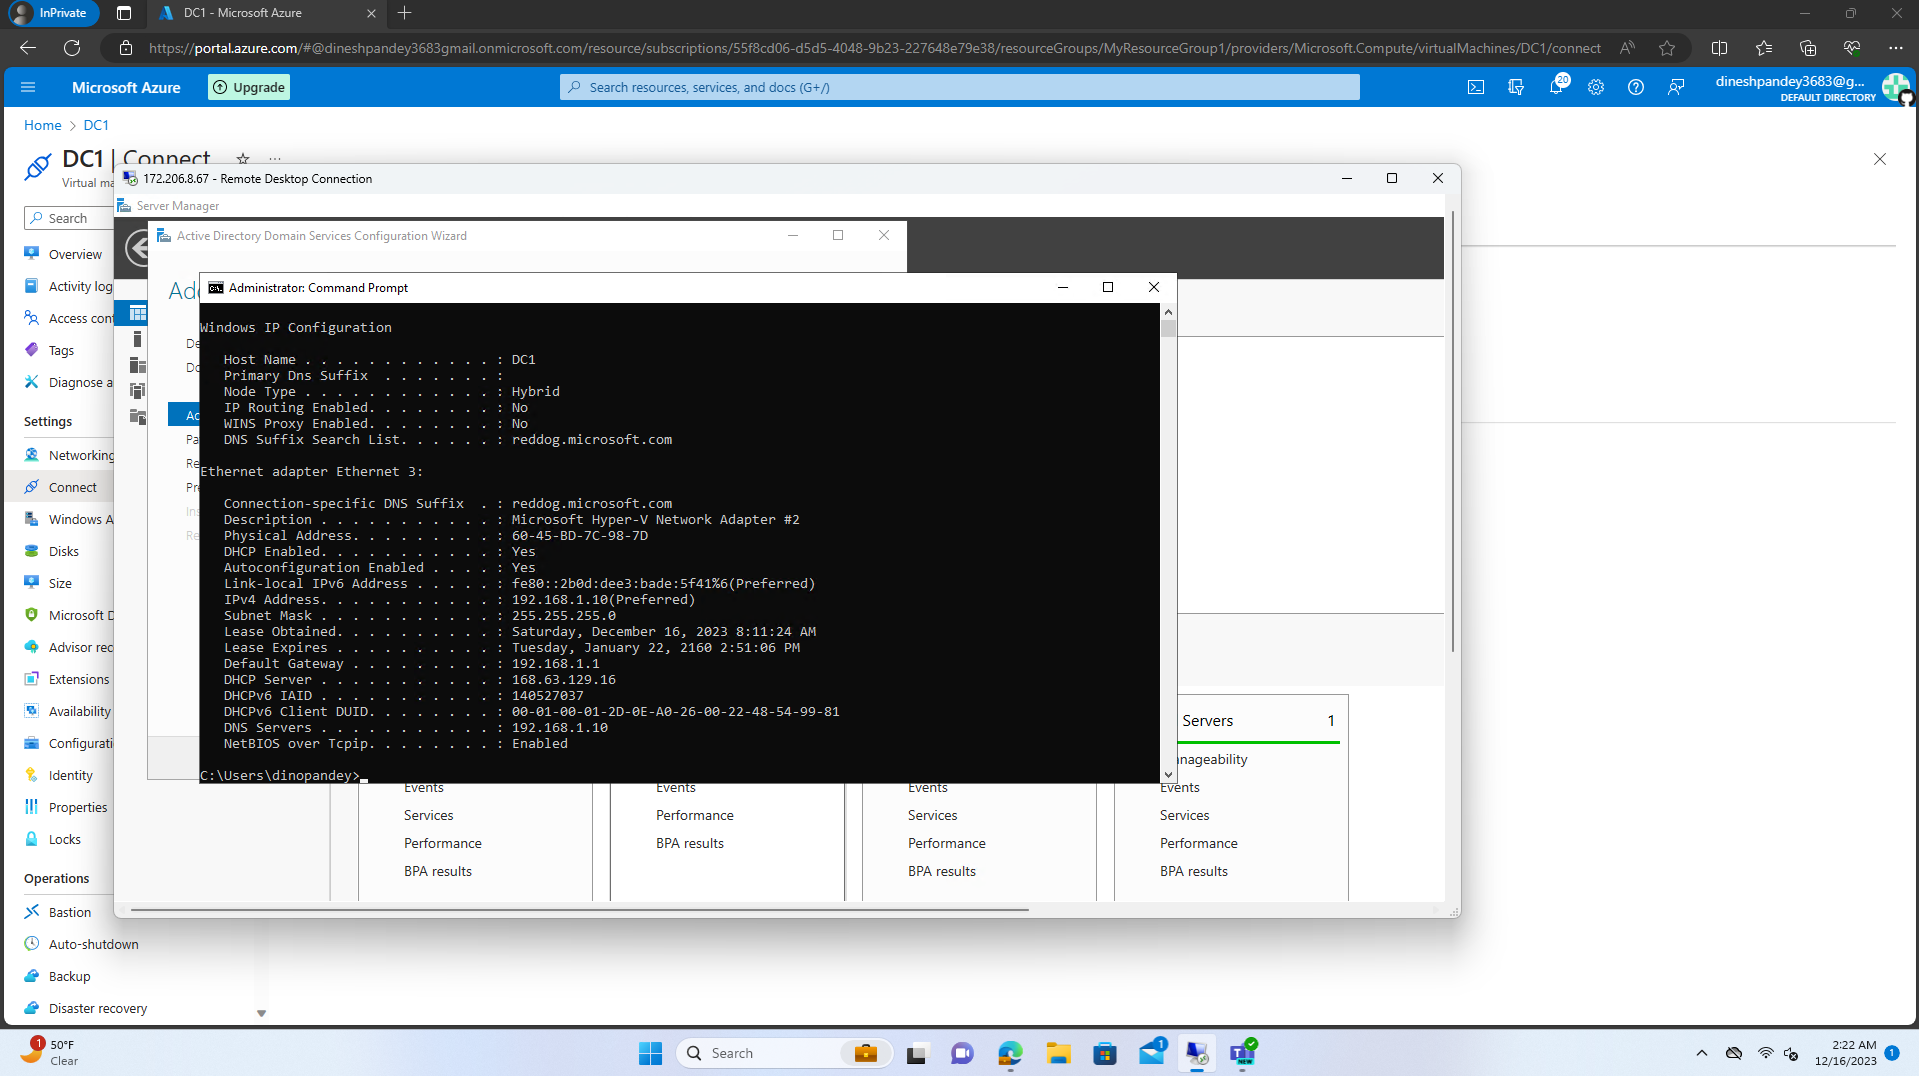 InPrivate
DC1 - Microsoft Azure
https://portal.azure.com/#@dineshpandey3683gmail.onmicrosoft.com/resource/subscriptions/55f8cd06-d5d5-4048-9b23-227648e79e38/resourceGroups/MyResourceGroup1/providers/Microsoft.Compute/virtualMachines/DC1/connect
Microsoft Azure
Upgrade
Search resources, services, and docs (G+/)
20
dineshpandey3683@g...
DEFAULT DIRECTORY
Home > DC1
DC1 | Connect
Virtual ma
Search
Overview
Activity log
Access cont
Tags
Diagnose a
Settings
Networking
Connect
Windows A
Disks
Size
Microsoft D
Advisor rec
Extensions
Availability
Configurati
Identity
Properties
Locks
Operations
Bastion
Auto-shutdown
Backup
Disaster recovery
172.206.8.67 - Remote Desktop Connection
Server Manager
Active Directory Domain Services Configuration Wizard
Ad
De
Do
Ad
Pa
Re
Pre
Ins
Re
Administrator: Command Prompt
Windows IP Configuration
Host Name . . . . . . . . . . . . : DC1
Primary Dns Suffix  . . . . . . . :
Node Type . . . . . . . . . . . . : Hybrid
IP Routing Enabled. . . . . . . . : No
WINS Proxy Enabled. . . . . . . . : No
DNS Suffix Search List. . . . . . : reddog.microsoft.com
Ethernet adapter Ethernet 3:
Connection-specific DNS Suffix  . : reddog.microsoft.com
Description . . . . . . . . . . . : Microsoft Hyper-V Network Adapter #2
Physical Address. . . . . . . . . : 60-45-BD-7C-98-7D
DHCP Enabled. . . . . . . . . . . : Yes
Autoconfiguration Enabled . . . . : Yes
Link-local IPv6 Address . . . . . : fe80::2b0d:dee3:bade:5f41%6(Preferred)
IPv4 Address. . . . . . . . . . . : 192.168.1.10(Preferred)
Subnet Mask . . . . . . . . . . . : 255.255.255.0
Lease Obtained. . . . . . . . . . : Saturday, December 16, 2023 8:11:24 AM
Lease Expires . . . . . . . . . . : Tuesday, January 22, 2160 2:51:06 PM
Default Gateway . . . . . . . . . : 192.168.1.1
DHCP Server . . . . . . . . . . . : 168.63.129.16
DHCPv6 IAID . . . . . . . . . . . : 140527037
DHCPv6 Client DUID. . . . . . . . : 00-01-00-01-2D-0E-A0-26-00-22-48-54-99-81
DNS Servers . . . . . . . . . . . : 192.168.1.10
NetBIOS over Tcpip. . . . . . . . : Enabled
C:\Users\dinopandey>
Servers 1
nageability
Events
Services
Performance
BPA results
Events
Performance
BPA results
Events
Services
Performance
BPA results
Events
Services
Performance
BPA results
1
50°F
Clear
Search
1
NEW
2:22 AM
12/16/2023
1